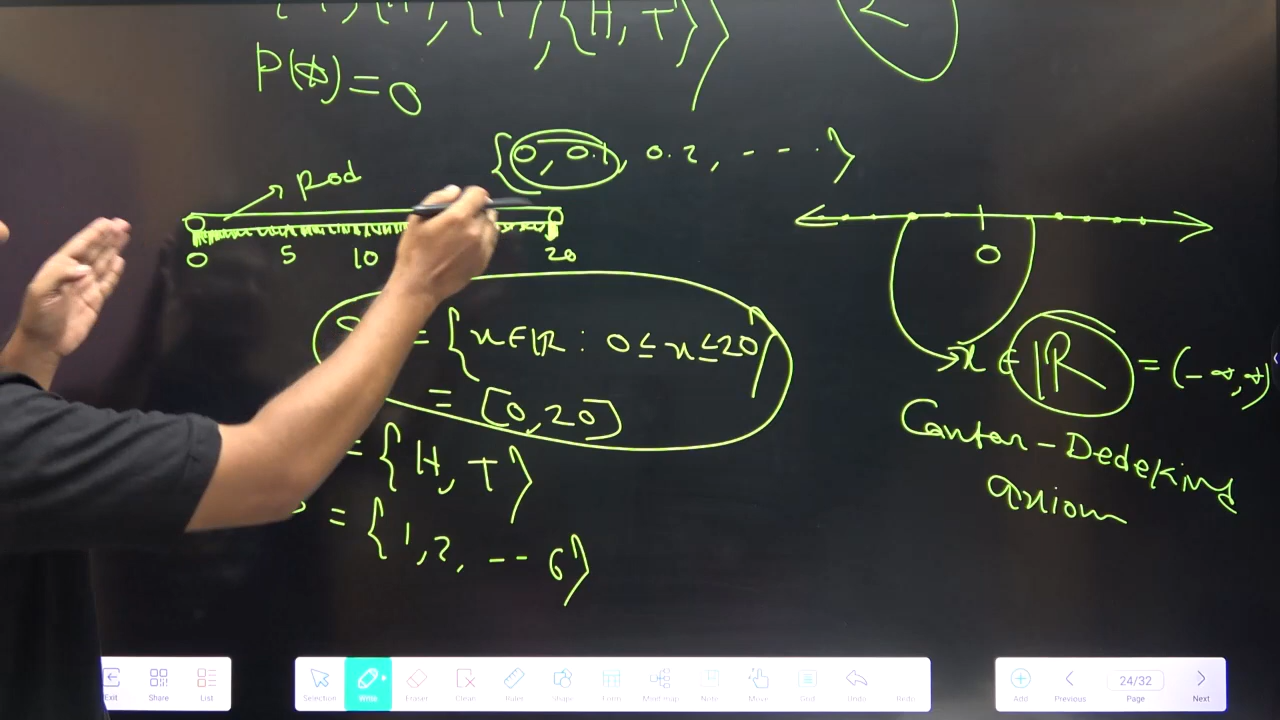 {H, T}}
P(ϕ) = 0
{0, 0.1, 0.2, - - - .}
Rod
0 5 10 20
0
= {x ∈ ℝ : 0 ≤ x ≤ 20}
= [0, 20]
x ∈ ℝ = (-∞, ∞)
Cantor - Dedeking
axiom
= {H, T}
= {1, 2, -- 6}
Exit Share List
Selection Write Eraser Clean Ruler Shape Form Mind map Note Move Grid Undo Redo
Add Previous 24/32 Page Next